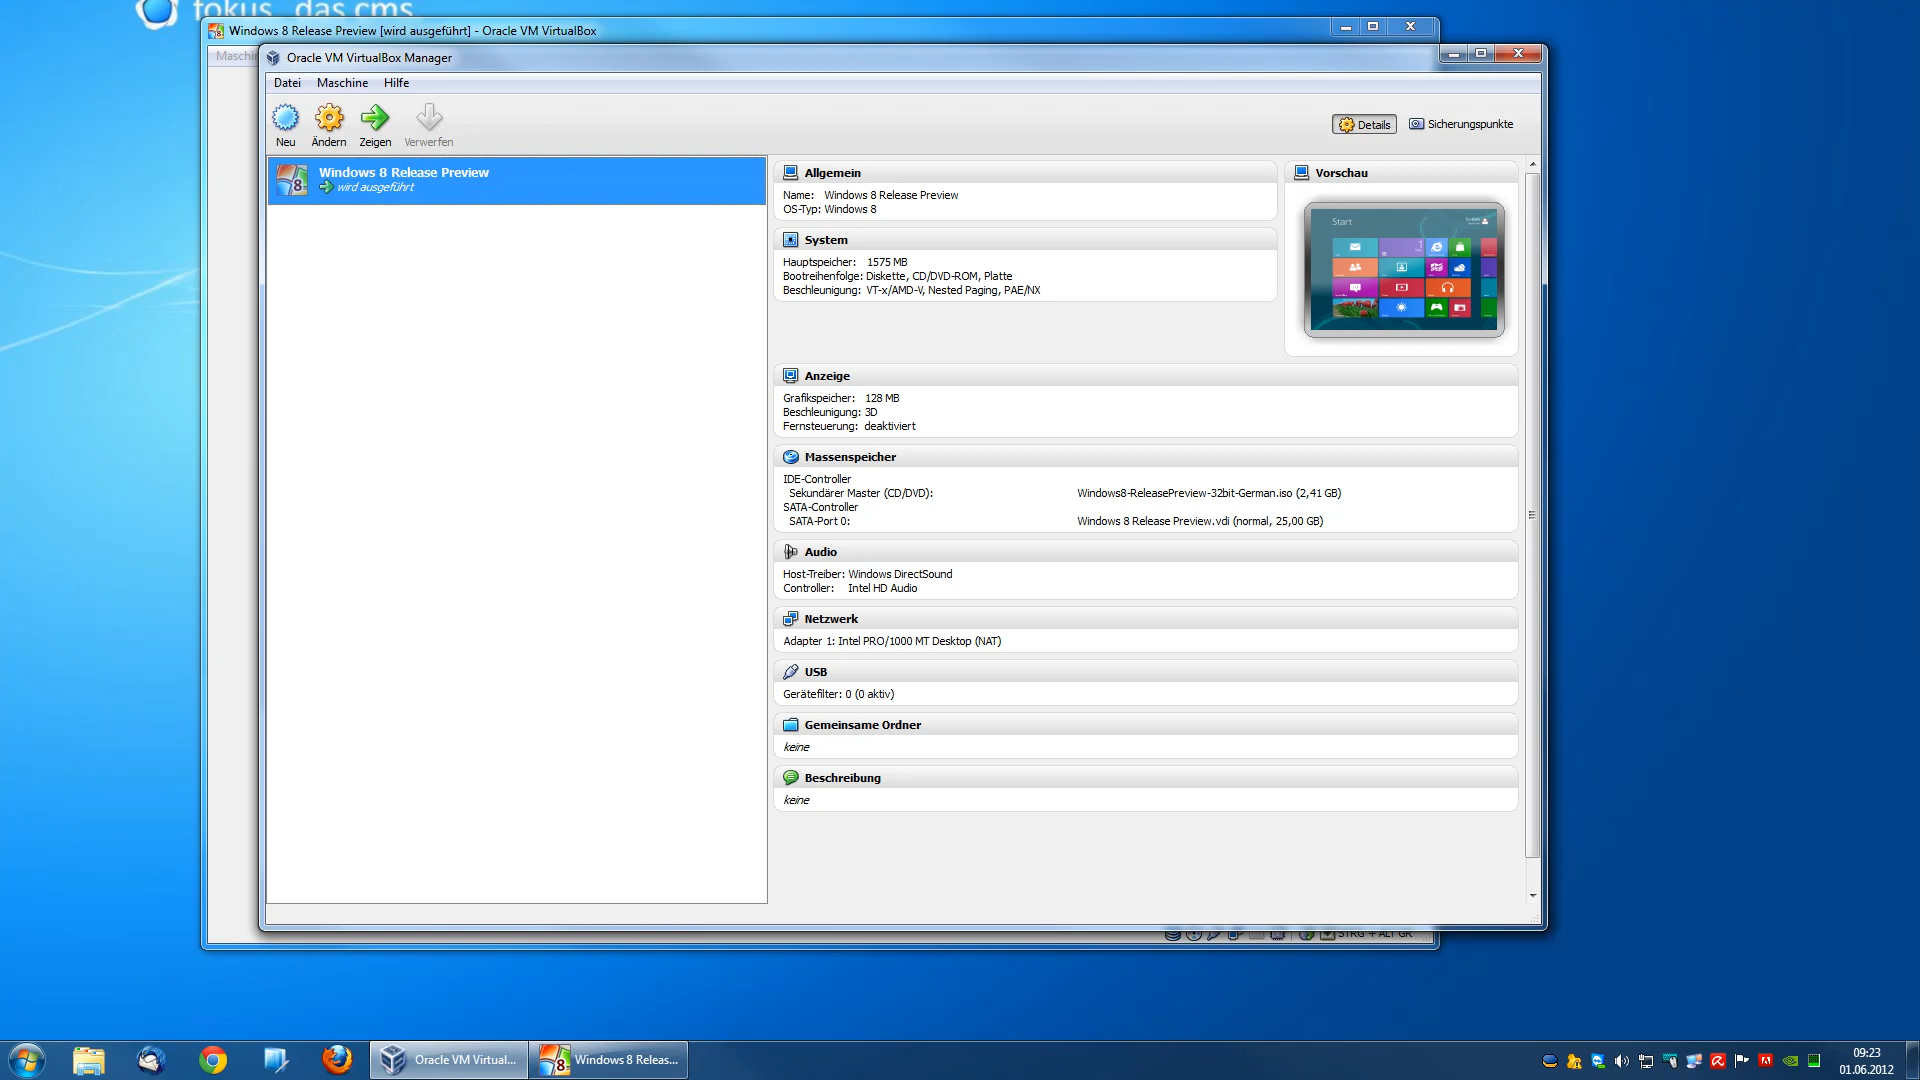 fokus das cms
Windows 8 Release Preview [wird ausgeführt] - Oracle VM VirtualBox
Oracle VM VirtualBox Manager
Datei Maschine Hilfe
Neu Ändern Zeigen Verwerfen
Details Sicherungspunkte
Windows 8 Release Preview
wird ausgeführt
Allgemein
Name: Windows 8 Release Preview
OS-Typ: Windows 8
System
Hauptspeicher: 1575 MB
Bootreihenfolge: Diskette, CD/DVD-ROM, Platte
Beschleunigung: VT-x/AMD-V, Nested Paging, PAE/NX
Vorschau
Start
Anzeige
Grafikspeicher: 128 MB
Beschleunigung: 3D
Fernsteuerung: deaktiviert
Massenspeicher
IDE-Controller
Sekundärer Master (CD/DVD): Windows8-ReleasePreview-32bit-German.iso (2,41 GB)
SATA-Controller
SATA-Port 0: Windows 8 Release Preview.vdi (normal, 25,00 GB)
Audio
Host-Treiber: Windows DirectSound
Controller: Intel HD Audio
Netzwerk
Adapter 1: Intel PRO/1000 MT Desktop (NAT)
USB
Gerätefilter: 0 (0 aktiv)
Gemeinsame Ordner
keine
Beschreibung
keine
STRG + ALT GR
Oracle VM Virtual... Windows 8 Releas...
09:23
01.06.2012